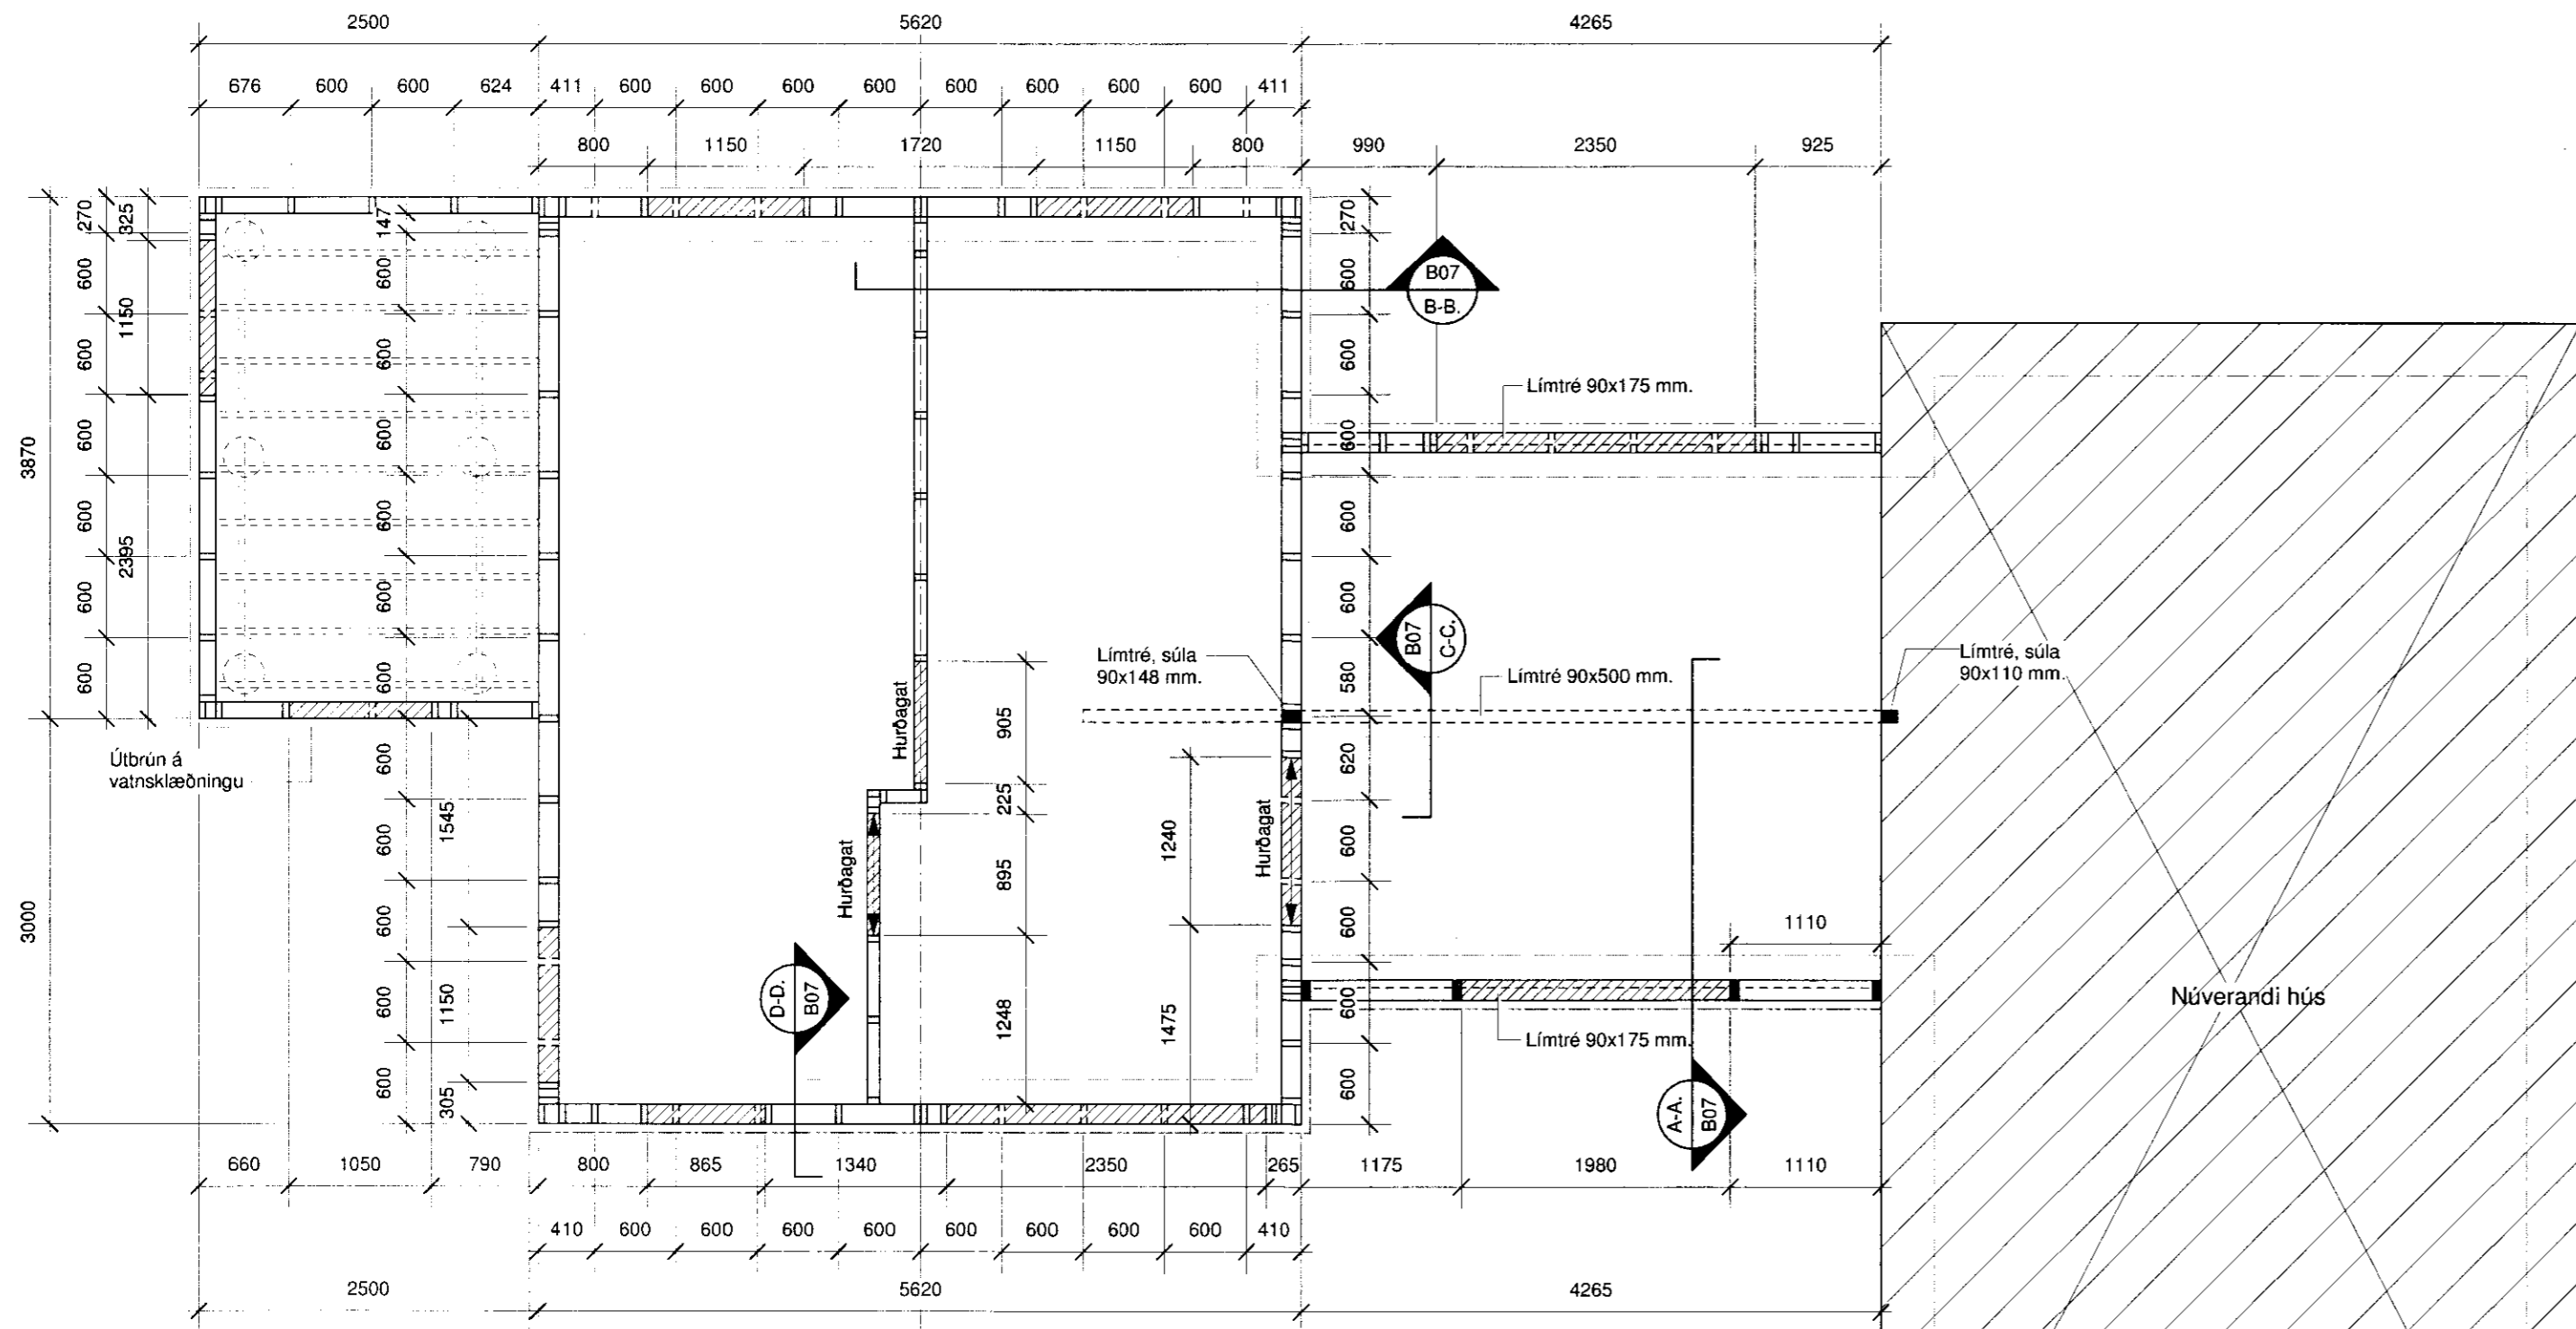 2500 5620 4265
676 600 600 624 411 600 600 600 600 600 600 600 600 411
800 1150 1720 1150 800 990 2350 925
3870
3000
270
600
600
600
600
600
600
325
1150
2395
147
600
600
600
600
600
600
600
600
600
600
600
1545
1150
305
270
600
600
600
600
600
580
620
600
600
600
600
B07
B-B.
Límtré 90x175 mm.
B07
C-C.
Límtré, súla
90x148 mm.
Límtré 90x500 mm.
Límtré, súla
90x110 mm.
Hurðagat
905
225
895
1248
Hurðagat
1240
1475
Hurðagat
Útbrún á
vatnsklæðningu
D-D.
B07
1110
Núverandi hús
Límtré 90x175 mm.
A-A.
B07
660 1050 790 800 865 1340 2350 265 1175 1980 1110
410 600 600 600 600 600 600 600 600 410
2500 5620 4265